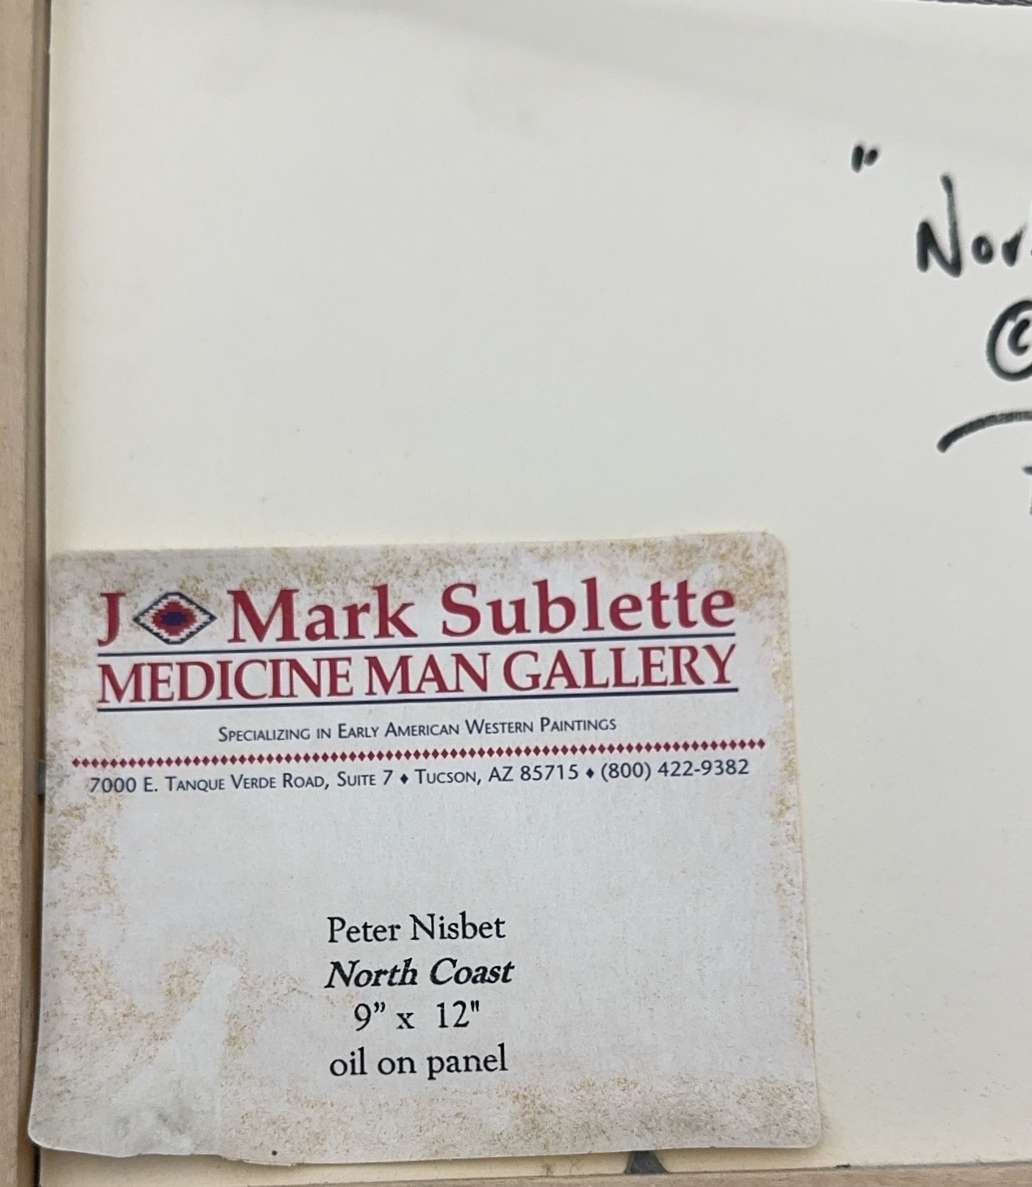 "
Nor
©
J Mark Sublette
MEDICINE MAN GALLERY
SPECIALIZING IN EARLY AMERICAN WESTERN PAINTINGS
7000 E. TANQUE VERDE ROAD, SUITE 7 ♦ TUCSON, AZ 85715 ♦ (800) 422-9382
Peter Nisbet
North Coast
9” x 12"
oil on panel